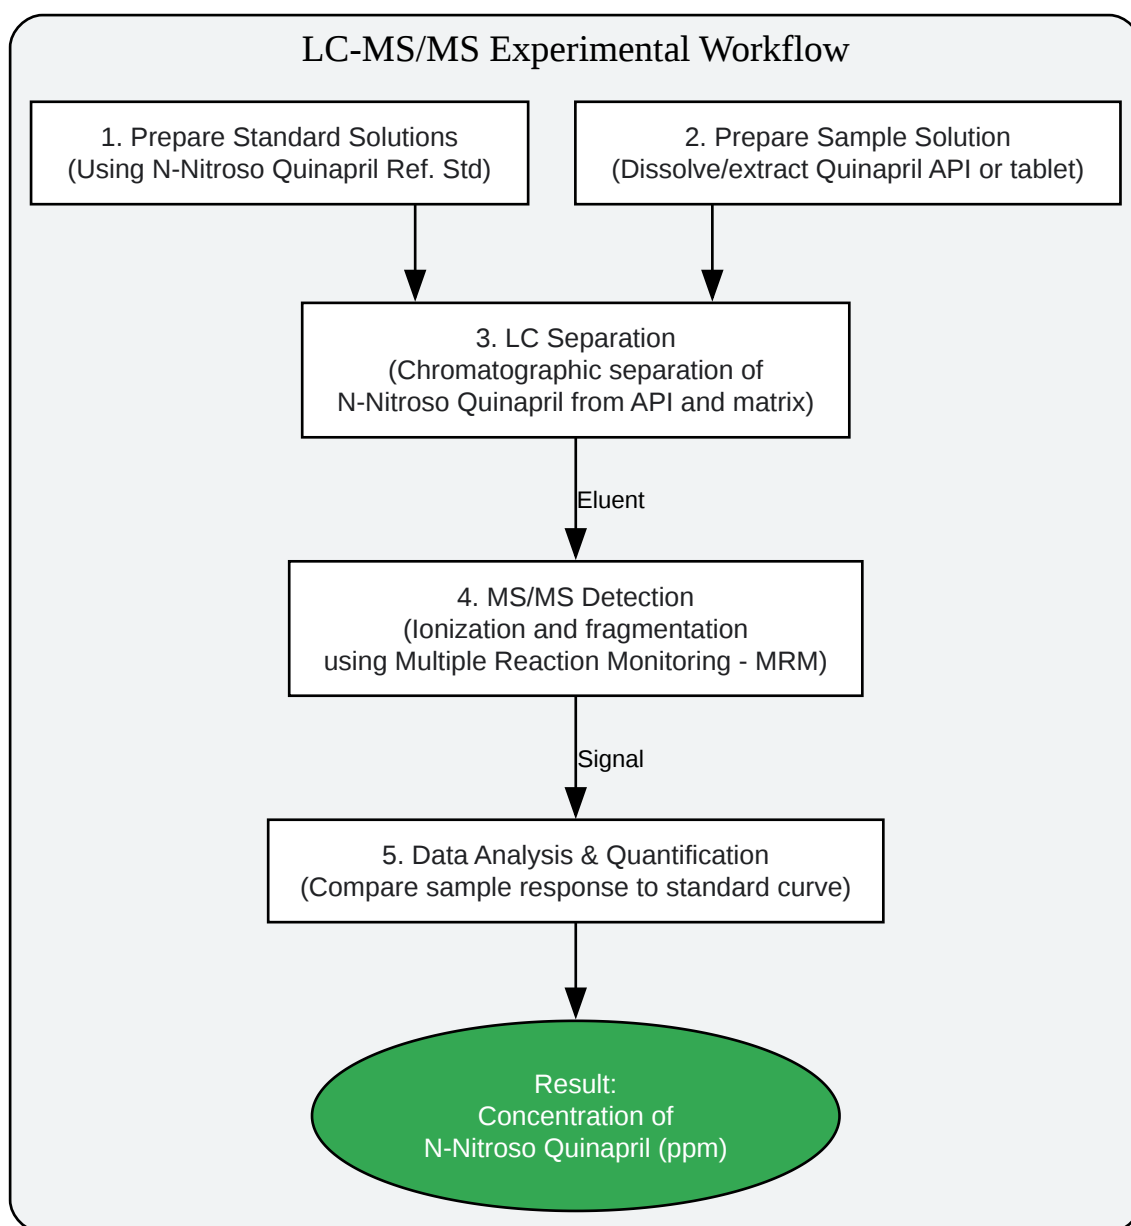 LC-MS/MS Experimental Workflow
1. Prepare Standard Solutions
(Using N-Nitroso Quinapril Ref. Std)
2. Prepare Sample Solution
(Dissolve/extract Quinapril API or tablet)
3. LC Separation
(Chromatographic separation of
N-Nitroso Quinapril from API and matrix)
Eluent
4. MS/MS Detection
(Ionization and fragmentation
using Multiple Reaction Monitoring - MRM)
Signal
5. Data Analysis & Quantification
(Compare sample response to standard curve)
Result:
Concentration of
N-Nitroso Quinapril (ppm)